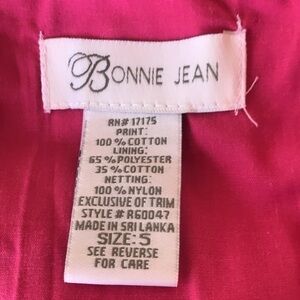 BONNIE JEAN
RN# 17175
PRINT:
100% COTTON
LINING:
65% POLYESTER
35% COTTON
NETTING:
100% NYLON
EXCLUSIVE OF TRIM
STYLE # R60047
MADE IN SRI LANKA
SIZE: 5
SEE REVERSE
FOR CARE